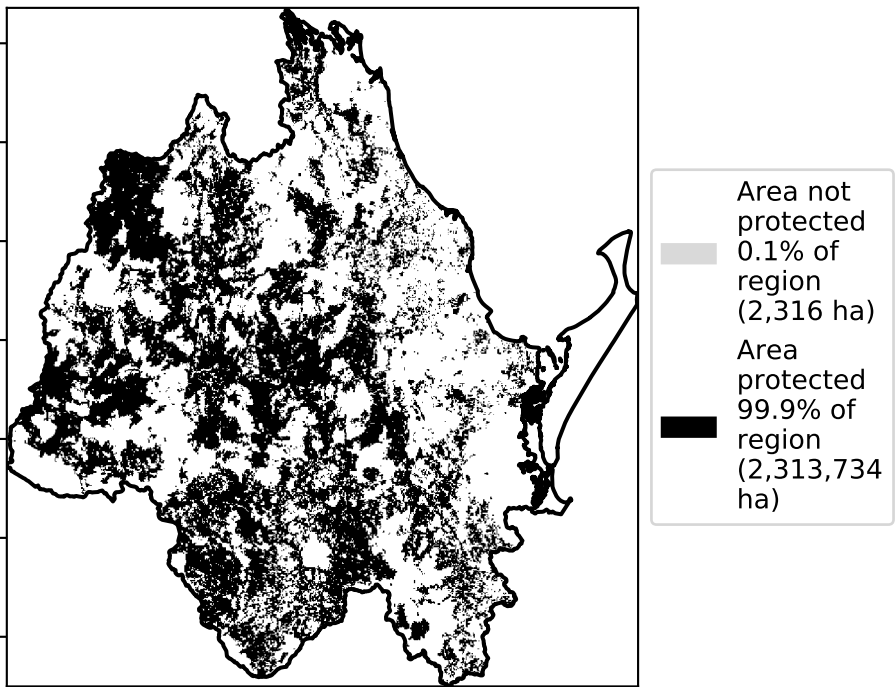 Area not
protected
0.1% of
region
(2,316 ha)
Area
protected
99.9% of
region
(2,313,734
ha)